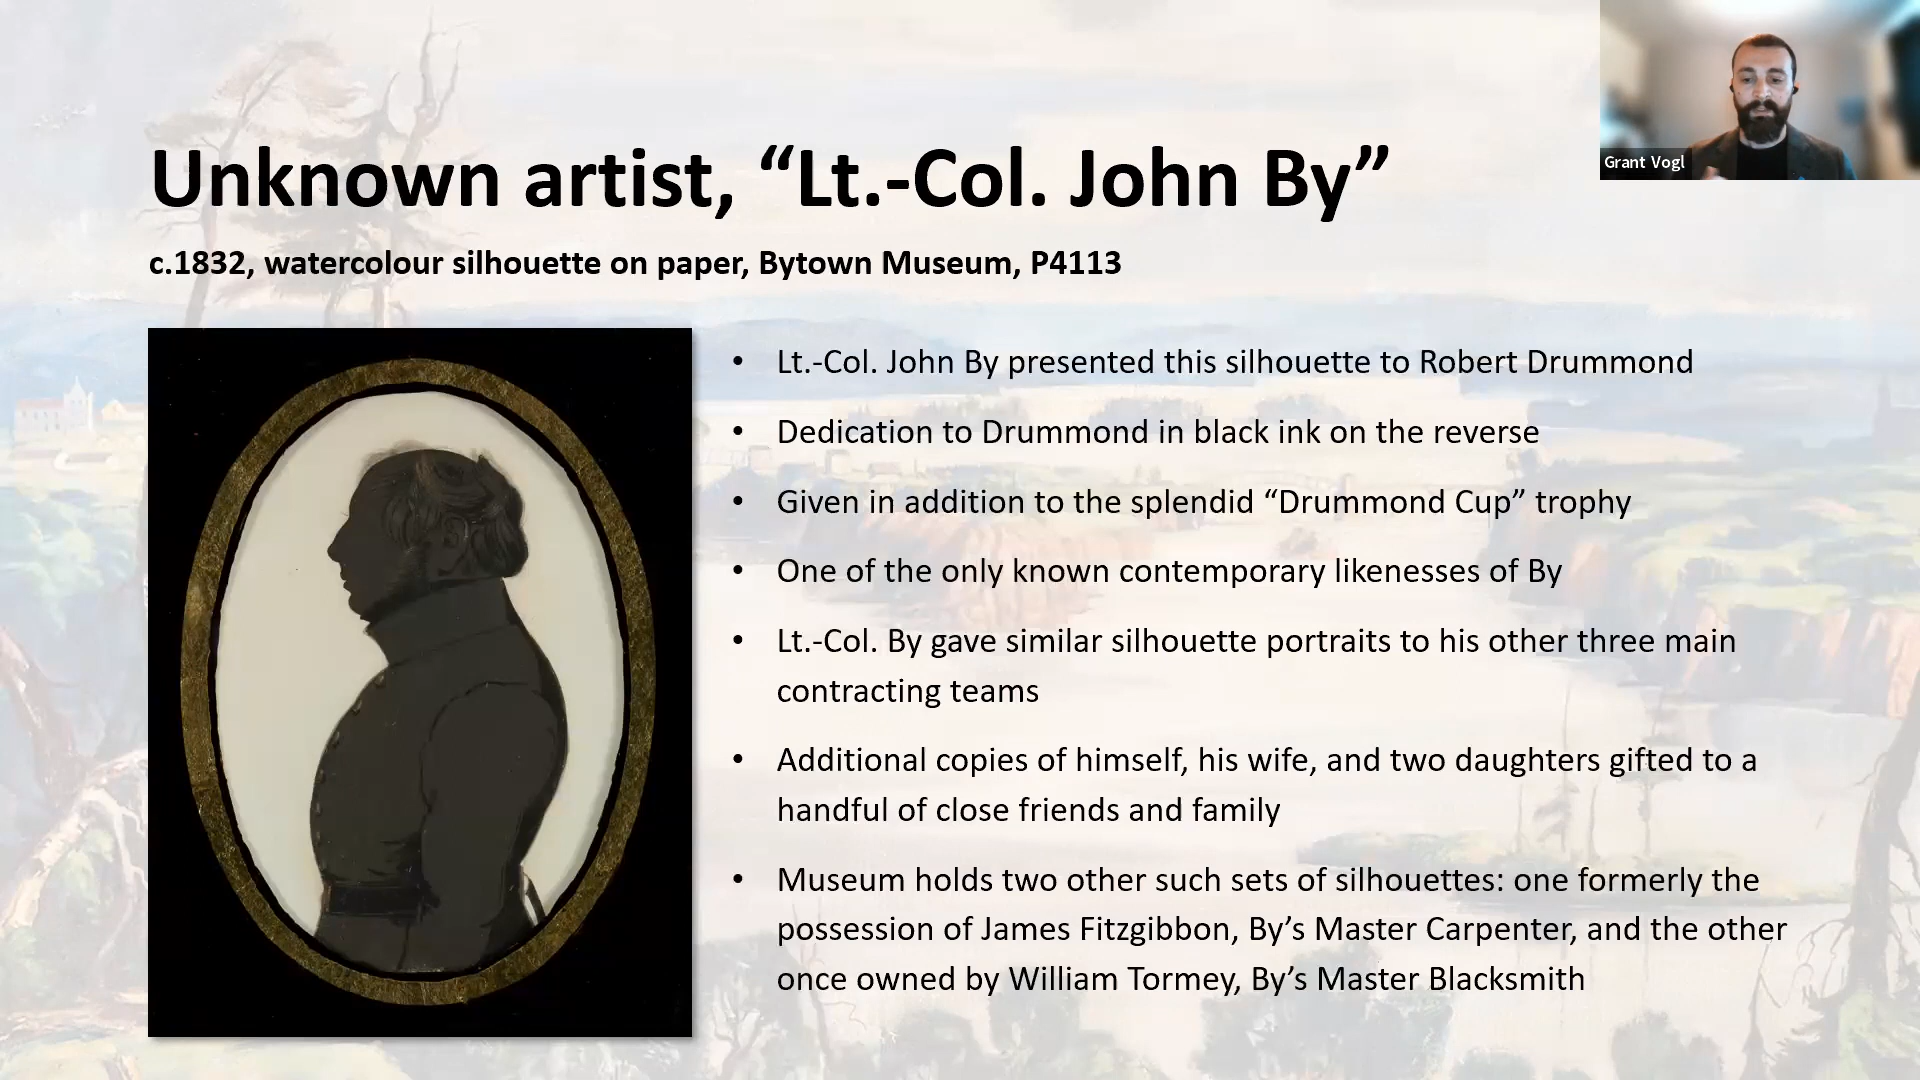 Grant Vogl
Unknown artist, “Lt.-Col. John By”
c.1832, watercolour silhouette on paper, Bytown Museum, P4113
• Lt.-Col. John By presented this silhouette to Robert Drummond
• Dedication to Drummond in black ink on the reverse
• Given in addition to the splendid “Drummond Cup” trophy
• One of the only known contemporary likenesses of By
• Lt.-Col. By gave similar silhouette portraits to his other three main
contracting teams
• Additional copies of himself, his wife, and two daughters gifted to a
handful of close friends and family
• Museum holds two other such sets of silhouettes: one formerly the
possession of James Fitzgibbon, By’s Master Carpenter, and the other
once owned by William Tormey, By’s Master Blacksmith